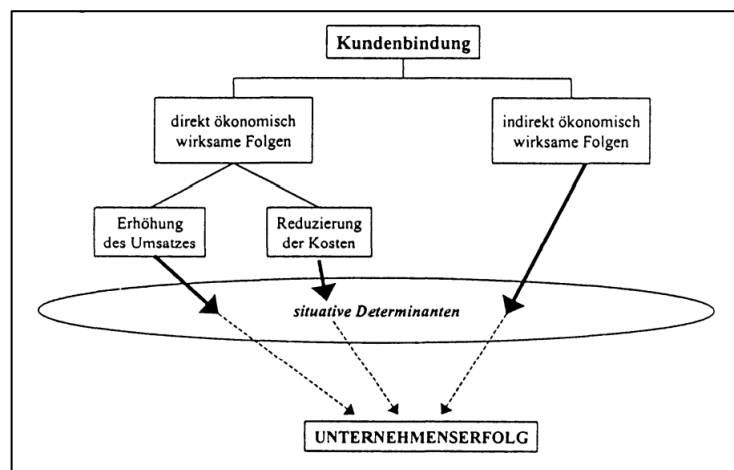 Kundenbindung
direkt ökonomisch
wirksame Folgen
indirekt ökonomisch
wirksame Folgen
Erhöhung
des Umsatzes
Reduzierung
der Kosten
situative Determinanten
UNTERNEHMENSERFOLG